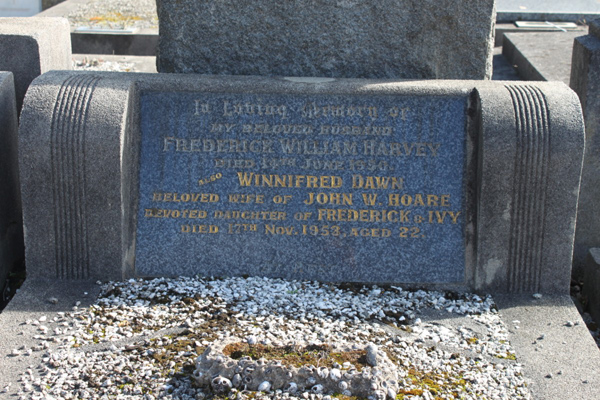 In Loving Memory of
MY BELOVED HUSBAND
FREDERICK WILLIAM HARVEY
DIED 14TH JUNE 1950.
ALSO WINNIFRED DAWN
BELOVED WIFE OF JOHN W. HOARE
DEVOTED DAUGHTER OF FREDERICK & IVY
DIED 17TH NOV. 1953, AGED 22.